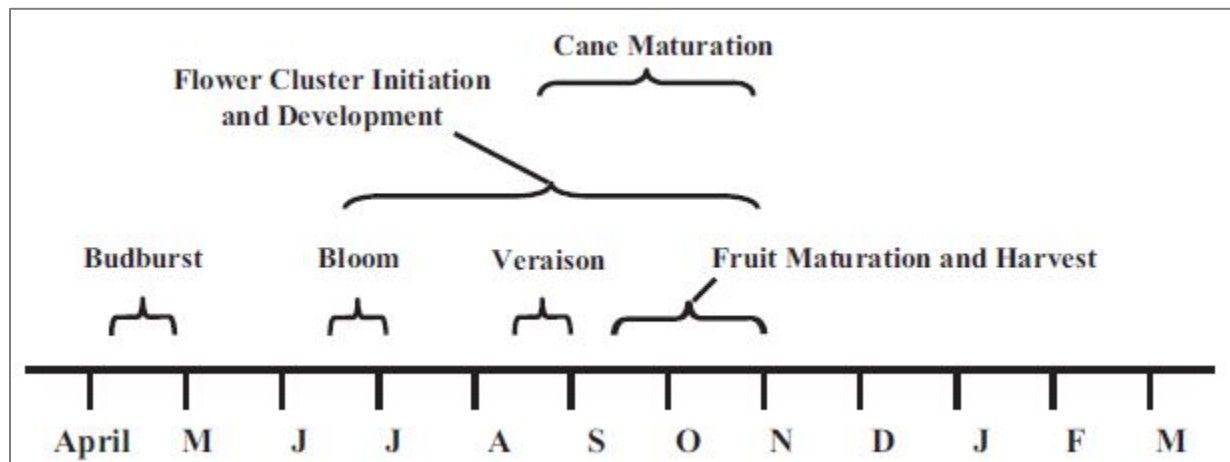 Cane Maturation
Flower Cluster Initiation
and Development
Budburst Bloom Veraison Fruit Maturation and Harvest
April M J J A S O N D J F M